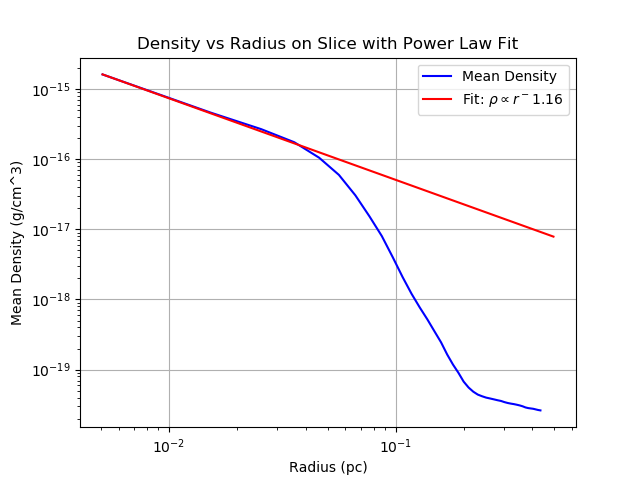 Density vs Radius on Slice with Power Law Fit
Mean Density
Fit: ρ ∝ r⁻1.16
Mean Density (g/cm^3)
10⁻¹⁵
10⁻¹⁶
10⁻¹⁷
10⁻¹⁸
10⁻¹⁹
10⁻² 10⁻¹
Radius (pc)